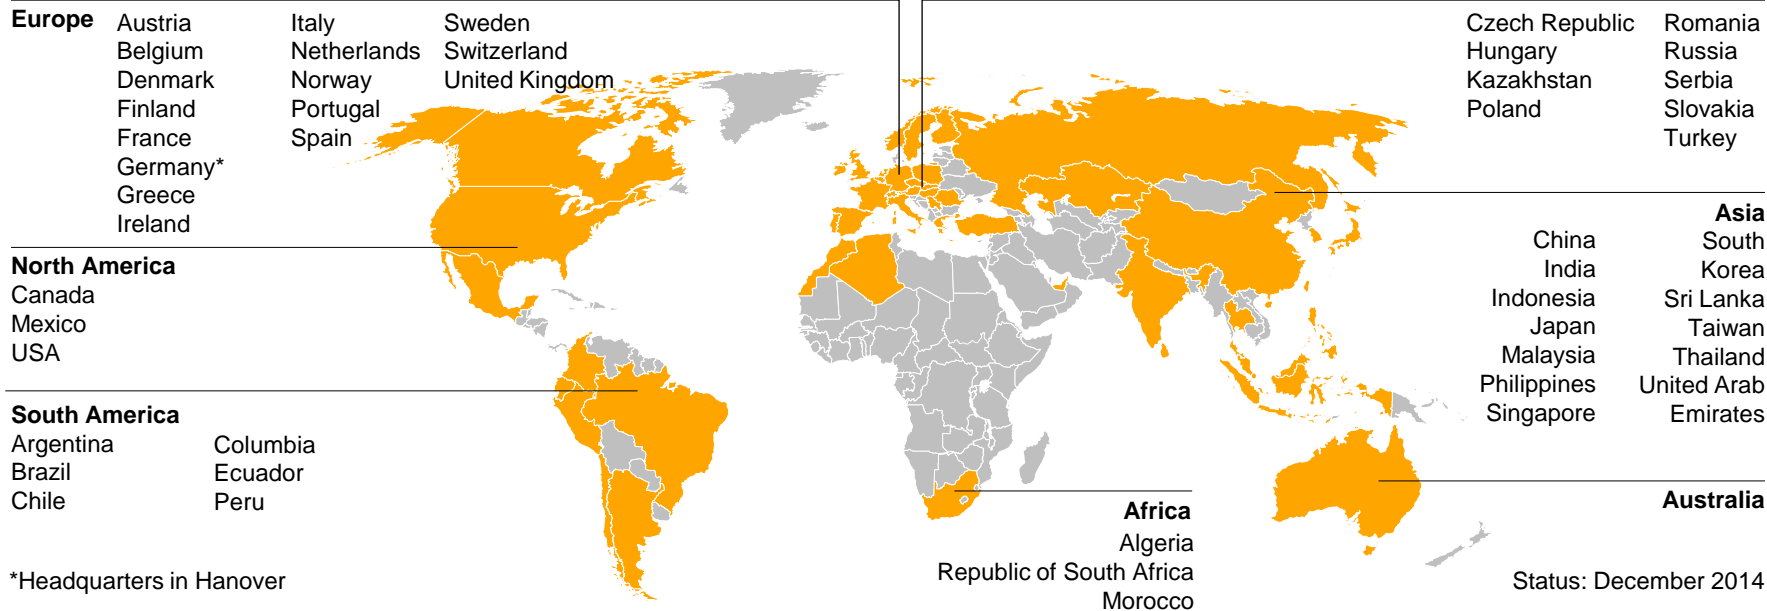 Europe
Austria
Belgium
Denmark
Finland
France
Germany*
Greece
Ireland
Italy
Netherlands
Norway
Portugal
Spain
Sweden
Switzerland
United Kingdom
Czech Republic
Hungary
Kazakhstan
Poland
Romania
Russia
Serbia
Slovakia
Turkey
North America
Canada
Mexico
USA
South America
Argentina
Brazil
Chile
Columbia
Ecuador
Peru
Asia
China
India
Indonesia
Japan
Malaysia
Philippines
Singapore
South
Korea
Sri Lanka
Taiwan
Thailand
United Arab
Emirates
Africa
Algeria
Republic of South Africa
Morocco
Australia
*Headquarters in Hanover
Status: December 2014